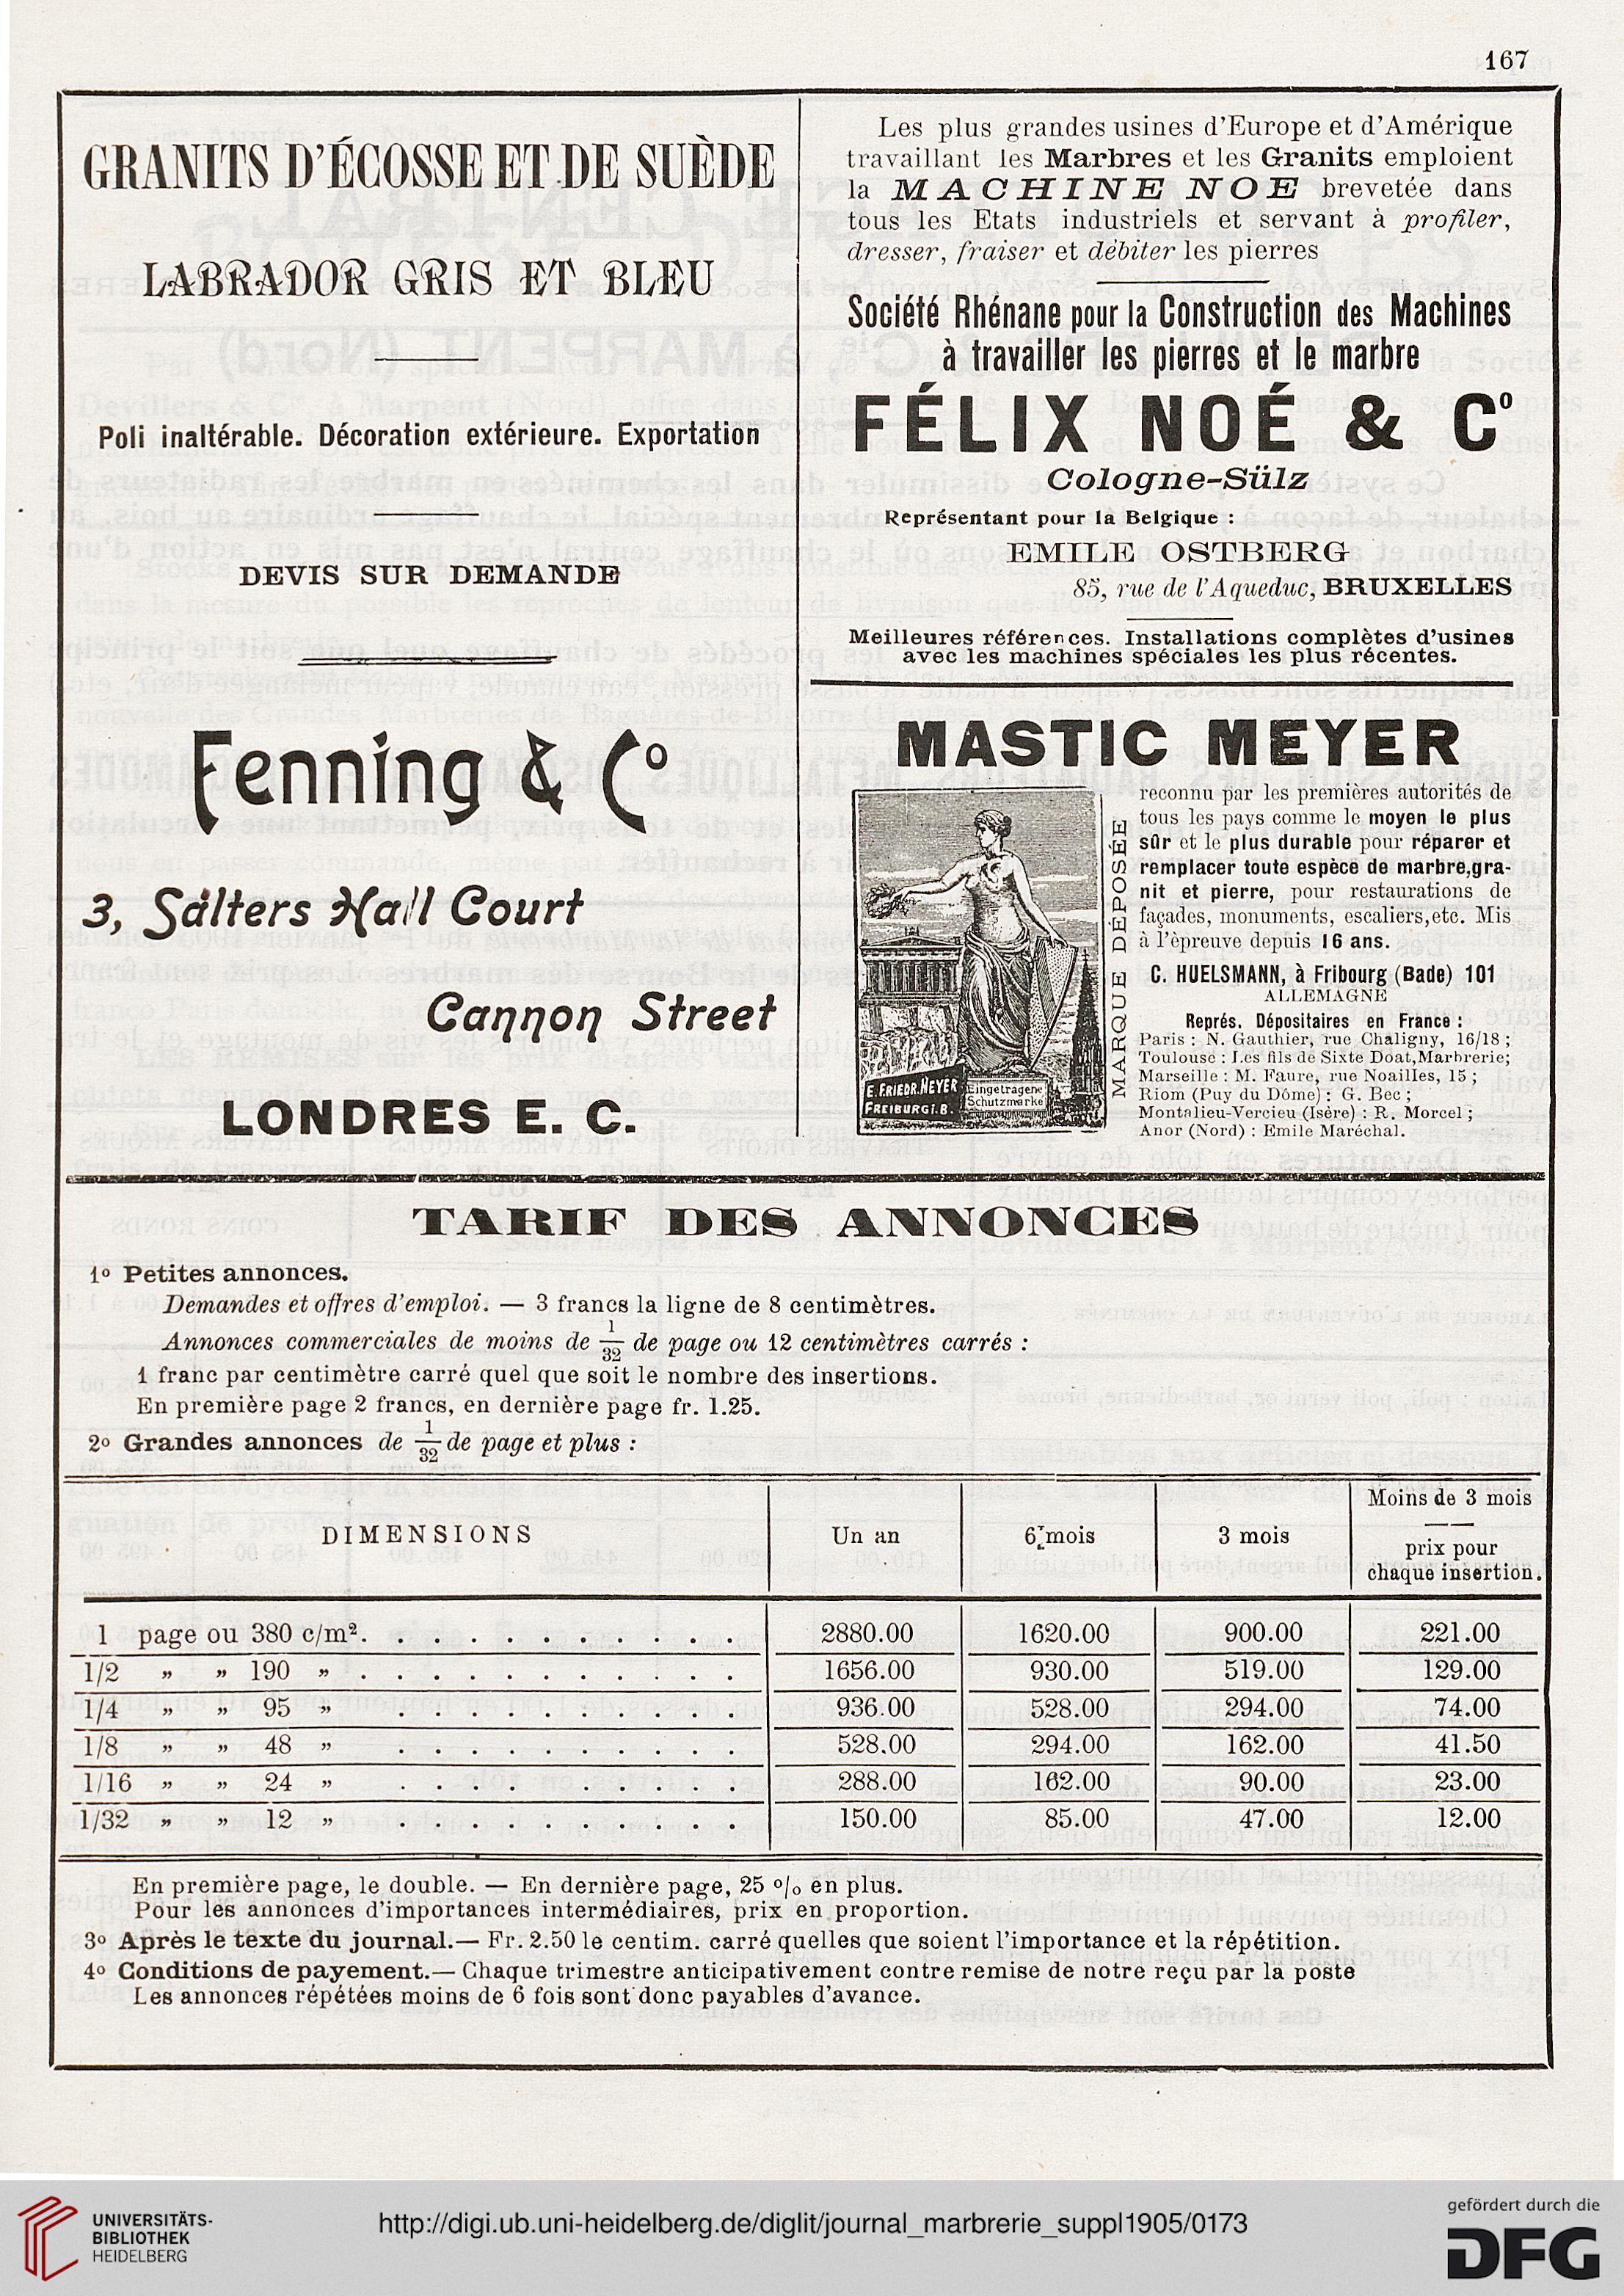 167
GRANITS D'ÉCOSSE ET DE SUÈDE
LABRADOR GRIS ET BLEU
Poli inaltérable. Décoration extérieure. Exportation
DEVIS SUR DEMANDE
Fenning & Cº
3, Salters Hall Court
Cannon Street
LONDRES E. C.
Les plus grandes usines d'Europe et d'Amérique
travaillant les Marbres et les Granits emploient
la MACHINE NOE brevetée dans
tous les Etats industriels et servant à profiler,
dresser, fraiser et débiter les pierres
Société Rhénane pour la Construction des Machines
à travailler les pierres et le marbre
FÉLIX NOÉ & Cº
Cologne-Sülz
Représentant pour la Belgique :
EMILE OSTBERG
85, rue de l'Aqueduc, BRUXELLES
Meilleures références. Installations complètes d'usines
avec les machines spéciales les plus récentes.
MASTIC MEYER
E. FRIEDR. MEYER
FREIBURG i. B.
Eingetragene
Schutzmarke
MARQUE DÉPOSÉE
reconnu par les premières autorités de
tous les pays comme le moyen le plus
sûr et le plus durable pour réparer et
remplacer toute espèce de marbre,gra-
nit et pierre, pour restaurations de
façades, monuments, escaliers,etc. Mis
à l'épreuve depuis 16 ans.
C. HUELSMANN, à Fribourg (Bade) 101
ALLEMAGNE
Représ. Dépositaires en France :
Paris : N. Gauthier, rue Chaligny, 16/18 ;
Toulouse : Les fils de Sixte Doat,Marbrerie;
Marseille : M. Faure, rue Noailles, 15 ;
Riom (Puy du Dôme) : G. Bec ;
Montalieu-Vercieu (Isère) : R. Morcel ;
Anor (Nord) : Emile Maréchal.
TARIF DES ANNONCES
1º Petites annonces.
Demandes et offres d'emploi. — 3 francs la ligne de 8 centimètres.
Annonces commerciales de moins de 1/32 de page ou 12 centimètres carrés :
1 franc par centimètre carré quel que soit le nombre des insertions.
En première page 2 francs, en dernière page fr. 1.25.
2º Grandes annonces de 1/32 de page et plus :
DIMENSIONS Un an 6 mois 3 mois Moins de 3 mois
prix pour
chaque insertion.
1 page ou 380 c/m². . . . . . . . . . . 2880.00 1620.00 900.00 221.00
1/2 » » 190 » . . . . . . . . . . . 1656.00 930.00 519.00 129.00
1/4 » » 95 » . . . . . . . . . . 936.00 528.00 294.00 74.00
1/8 » » 48 » . . . . . . . . . . 528.00 294.00 162.00 41.50
1/16 » » 24 » . . . . . . . . . . 288.00 162.00 90.00 23.00
1/32 » » 12 » . . . . . . . . . . 150.00 85.00 47.00 12.00
En première page, le double. — En dernière page, 25 º/o en plus.
Pour les annonces d'importances intermédiaires, prix en proportion.
3º Après le texte du journal.— Fr. 2.50 le centim. carré quelles que soient l'importance et la répétition.
4º Conditions de payement.— Chaque trimestre anticipativement contre remise de notre reçu par la poste
Les annonces répétées moins de 6 fois sont donc payables d'avance.
UNIVERSITÄTS-
BIBLIOTHEK
HEIDELBERG
http://digi.ub.uni-heidelberg.de/diglit/journal_marbrerie_suppl1905/0173
gefördert durch die
DFG